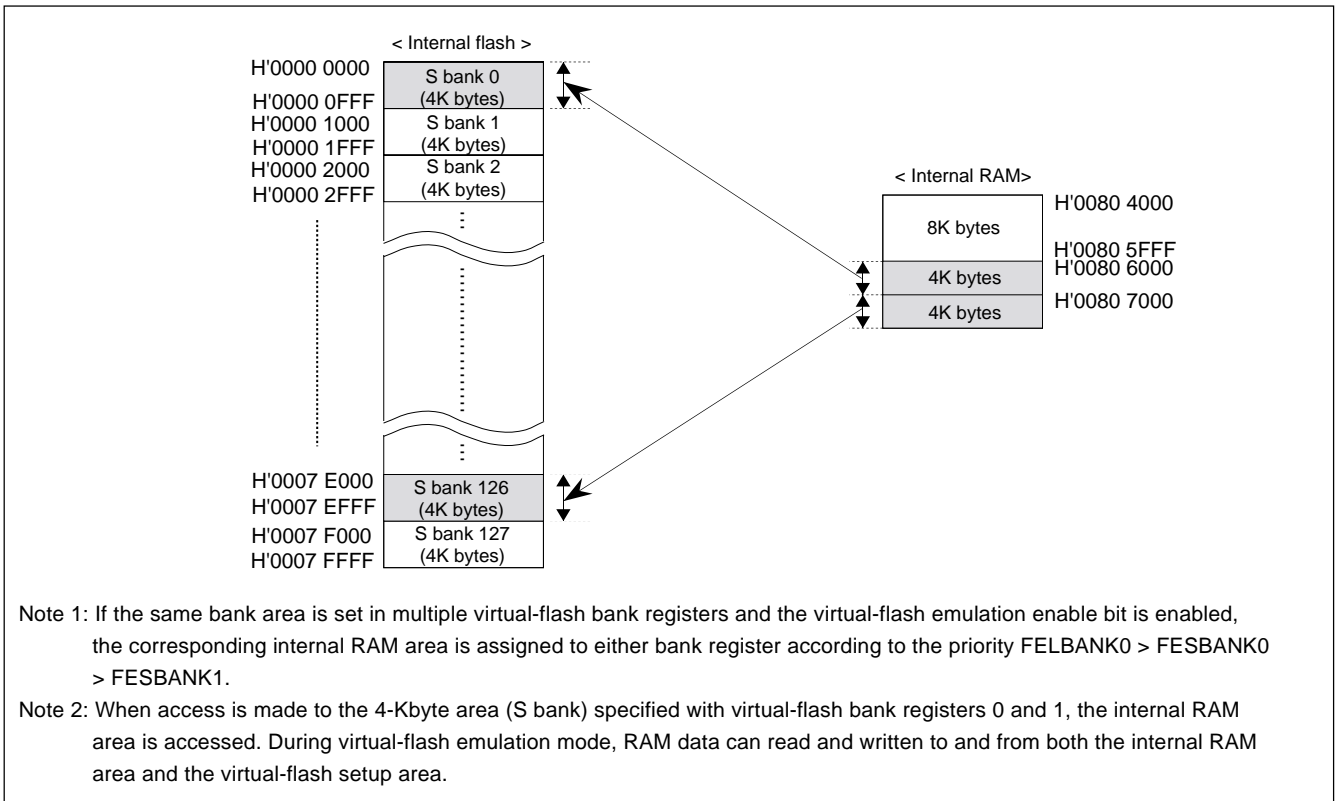 < Internal flash >
H'0000 0000
S bank 0
(4K bytes)
H'0000 0FFF
H'0000 1000
S bank 1
(4K bytes)
H'0000 1FFF
H'0000 2000
S bank 2
(4K bytes)
H'0000 2FFF
< Internal RAM>
H'0080 4000
8K bytes
H'0080 5FFF
H'0080 6000
4K bytes
H'0080 7000
4K bytes
H'0007 E000
S bank 126
(4K bytes)
H'0007 EFFF
H'0007 F000
S bank 127
(4K bytes)
H'0007 FFFF
Note 1: If the same bank area is set in multiple virtual-flash bank registers and the virtual-flash emulation enable bit is enabled,
the corresponding internal RAM area is assigned to either bank register according to the priority FELBANK0 > FESBANK0
> FESBANK1.
Note 2: When access is made to the 4-Kbyte area (S bank) specified with virtual-flash bank registers 0 and 1, the internal RAM
area is accessed. During virtual-flash emulation mode, RAM data can read and written to and from both the internal RAM
area and the virtual-flash setup area.